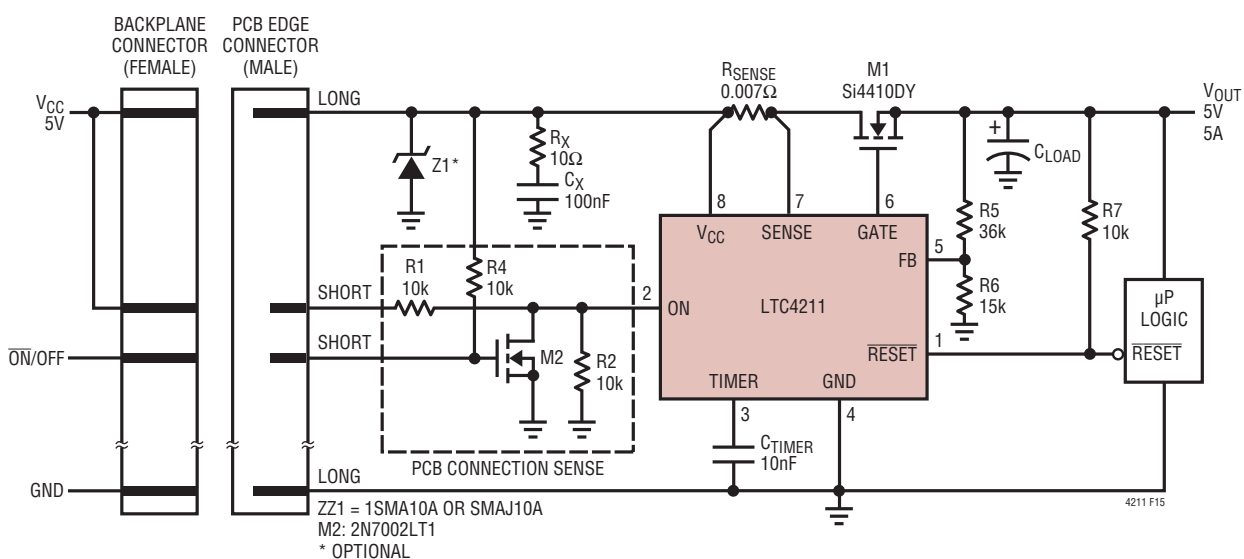 BACKPLANE
CONNECTOR
(FEMALE)
PCB EDGE
CONNECTOR
(MALE)
VCC
5V
LONG
Z1*
RX
10Ω
CX
100nF
RSENSE
0.007Ω
M1
Si4410DY
VOUT
5V
5A
+
CLOAD
R5
36k
R7
10k
8
7
6
VCC
SENSE
GATE
5
FB
R6
15k
R1
10k
R4
10k
SHORT
2
ON
LTC4211
µP
LOGIC
RESET
ON/OFF
SHORT
M2
R2
10k
1
RESET
TIMER
GND
3
4
CTIMER
10nF
PCB CONNECTION SENSE
GND
LONG
ZZ1 = 1SMA10A OR SMAJ10A
M2: 2N7002LT1
* OPTIONAL
4211 F15